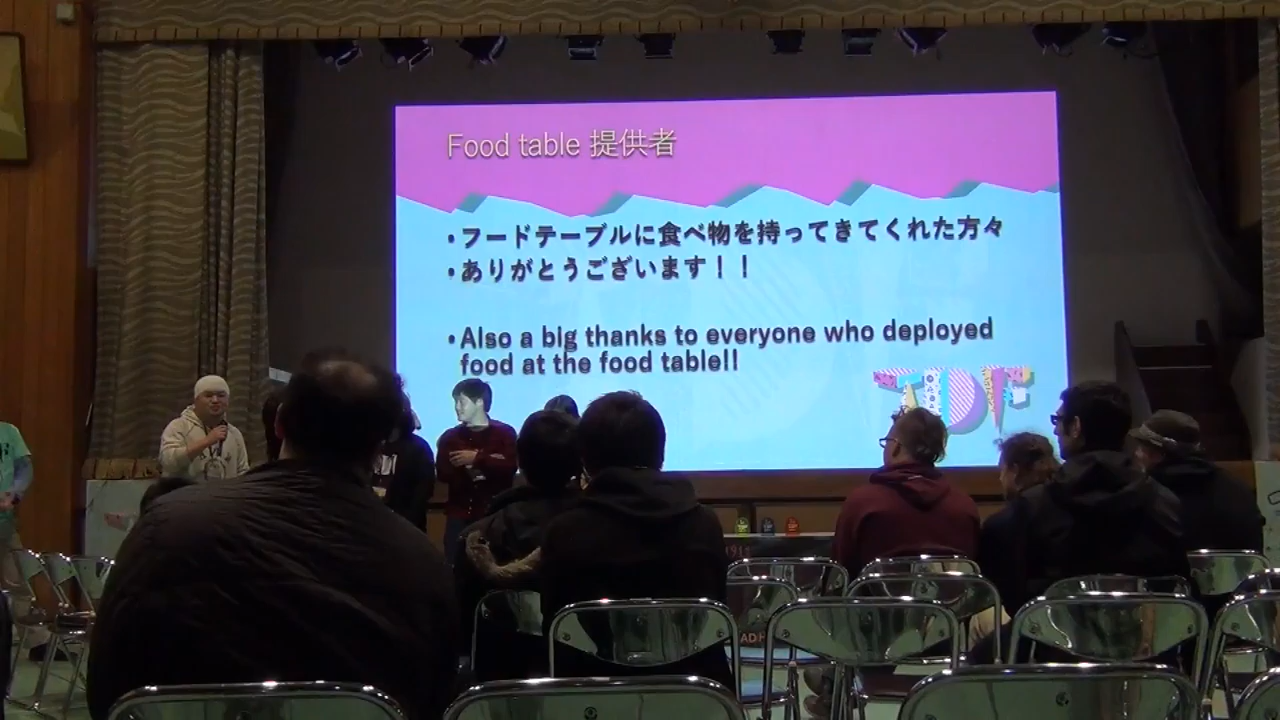 Food table 提供者
•フードテーブルに食べ物を持ってきてくれた方々
•ありがとうございます！！
•Also a big thanks to everyone who deployed
food at the food table!!
TDF